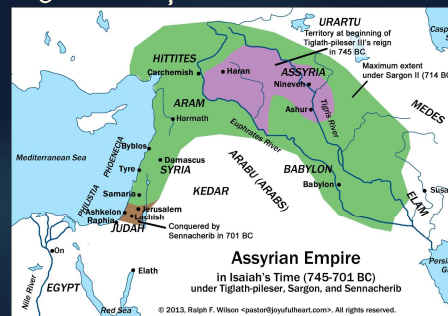 URARTU
Territory at beginning of
Tiglath-pileser III's reign
in 745 BC
HITTITES
Carchemish
Haran
ASSYRIA
Nineveh
Maximum extent
under Sargon II (714 BC
Ashur
Tigris River
MEDES
ARAM
Harmath
Euphrates River
Byblos
PHOENICIA
Mediterranean Sea
Tyre
Damascus
SYRIA
ARABU (ARABS)
BABYLON
Babylon
Susa
ELAM
KEDAR
Samaria
PHILISTIA
Ashkelon
Jerusalem
Lachish
Raphia
JUDAH
Conquered by
Sennacherib in 701 BC
On
Elath
EGYPT
Nile River
Red Sea
Assyrian Empire
in Isaiah's Time (745-701 BC)
under Tiglath-pileser, Sargon, and Sennacherib
© 2013, Ralph F. Wilson <pastor@joyfulheart.com>. All rights reserved.